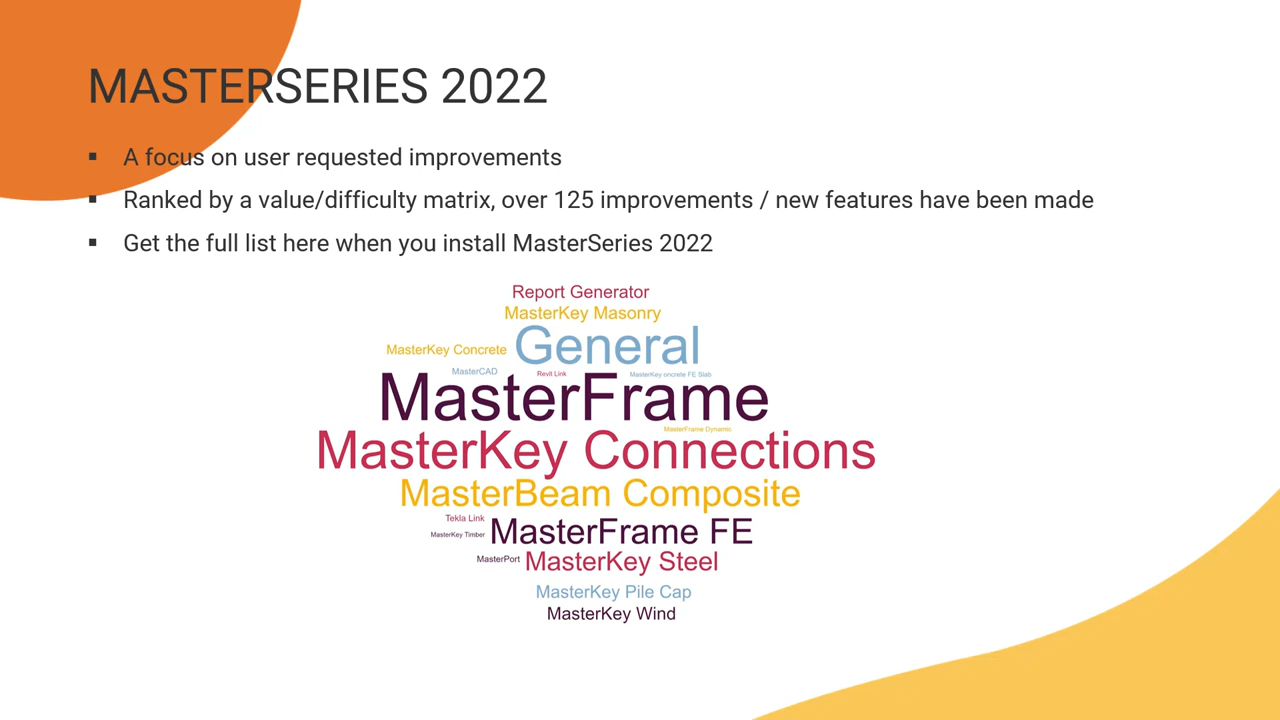 MASTERSERIES 2022
▪ A focus on user requested improvements
▪ Ranked by a value/difficulty matrix, over 125 improvements / new features have been made
▪ Get the full list here when you install MasterSeries 2022
Report Generator
MasterKey Masonry
MasterKey Concrete General
MasterCAD Revit Link MasterKey oncrete FE Slab
MasterFrame
MasterFrame Dynamic
MasterKey Connections
MasterBeam Composite
Tekla Link
MasterKey Timber MasterFrame FE
MasterPort MasterKey Steel
MasterKey Pile Cap
MasterKey Wind